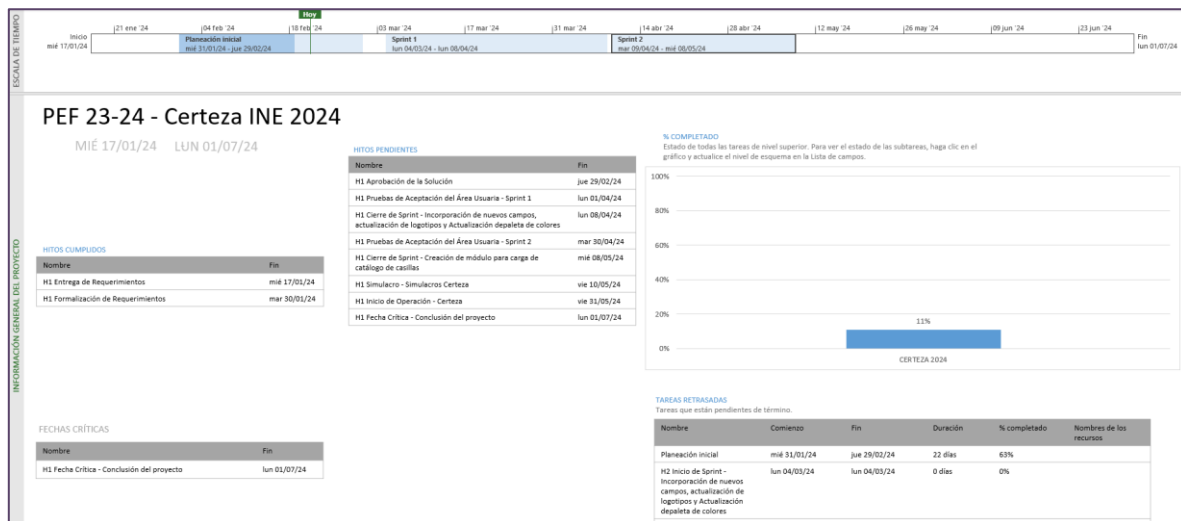 ESCALA DE TIEMPO
Hoy
21 ene '24 04 feb '24 18 feb '24 03 mar '24 17 mar '24 31 mar '24 14 abr '24 28 abr '24 12 may '24 26 may '24 09 jun '24 23 jun '24
Inicio
mié 17/01/24
Planeación inicial
mié 31/01/24 - jue 29/02/24
Sprint 1
lun 04/03/24 - lun 08/04/24
Sprint 2
mar 09/04/24 - mié 08/05/24
Fin
lun 01/07/24
INFORMACIÓN GENERAL DEL PROYECTO
PEF 23-24 - Certeza INE 2024
MIÉ 17/01/24 LUN 01/07/24
HITOS CUMPLIDOS
Nombre Fin
H1 Entrega de Requerimientos mié 17/01/24
H1 Formalización de Requerimientos mar 30/01/24
FECHAS CRÍTICAS
Nombre Fin
H1 Fecha Crítica - Conclusión del proyecto lun 01/07/24
HITOS PENDIENTES
Nombre Fin
H1 Aprobación de la Solución jue 29/02/24
H1 Pruebas de Aceptación del Área Usuaria - Sprint 1 lun 01/04/24
H1 Cierre de Sprint - Incorporación de nuevos campos, lun 08/04/24
actualización de logotipos y Actualización depaleta de colores
H1 Pruebas de Aceptación del Área Usuaria - Sprint 2 mar 30/04/24
H1 Cierre de Sprint - Creación de módulo para carga de mié 08/05/24
catálogo de casillas
H1 Simulacro - Simulacros Certeza vie 10/05/24
H1 Inicio de Operación - Certeza vie 31/05/24
H1 Fecha Crítica - Conclusión del proyecto lun 01/07/24
% COMPLETADO
Estado de todas las tareas de nivel superior. Para ver el estado de las subtareas, haga clic en el
gráfico y actualice el nivel de esquema en la Lista de campos.
100%
80%
60%
40%
20%
0%
11%
CERTEZA 2024
TAREAS RETRASADAS
Tareas que están pendientes de término.
Nombre Comienzo Fin Duración % completado Nombres de los
recursos
Planeación inicial mié 31/01/24 jue 29/02/24 22 días 63%
H2 Inicio de Sprint - lun 04/03/24 lun 04/03/24 0 días 0%
Incorporación de nuevos
campos, actualización de
logotipos y Actualización
depaleta de colores